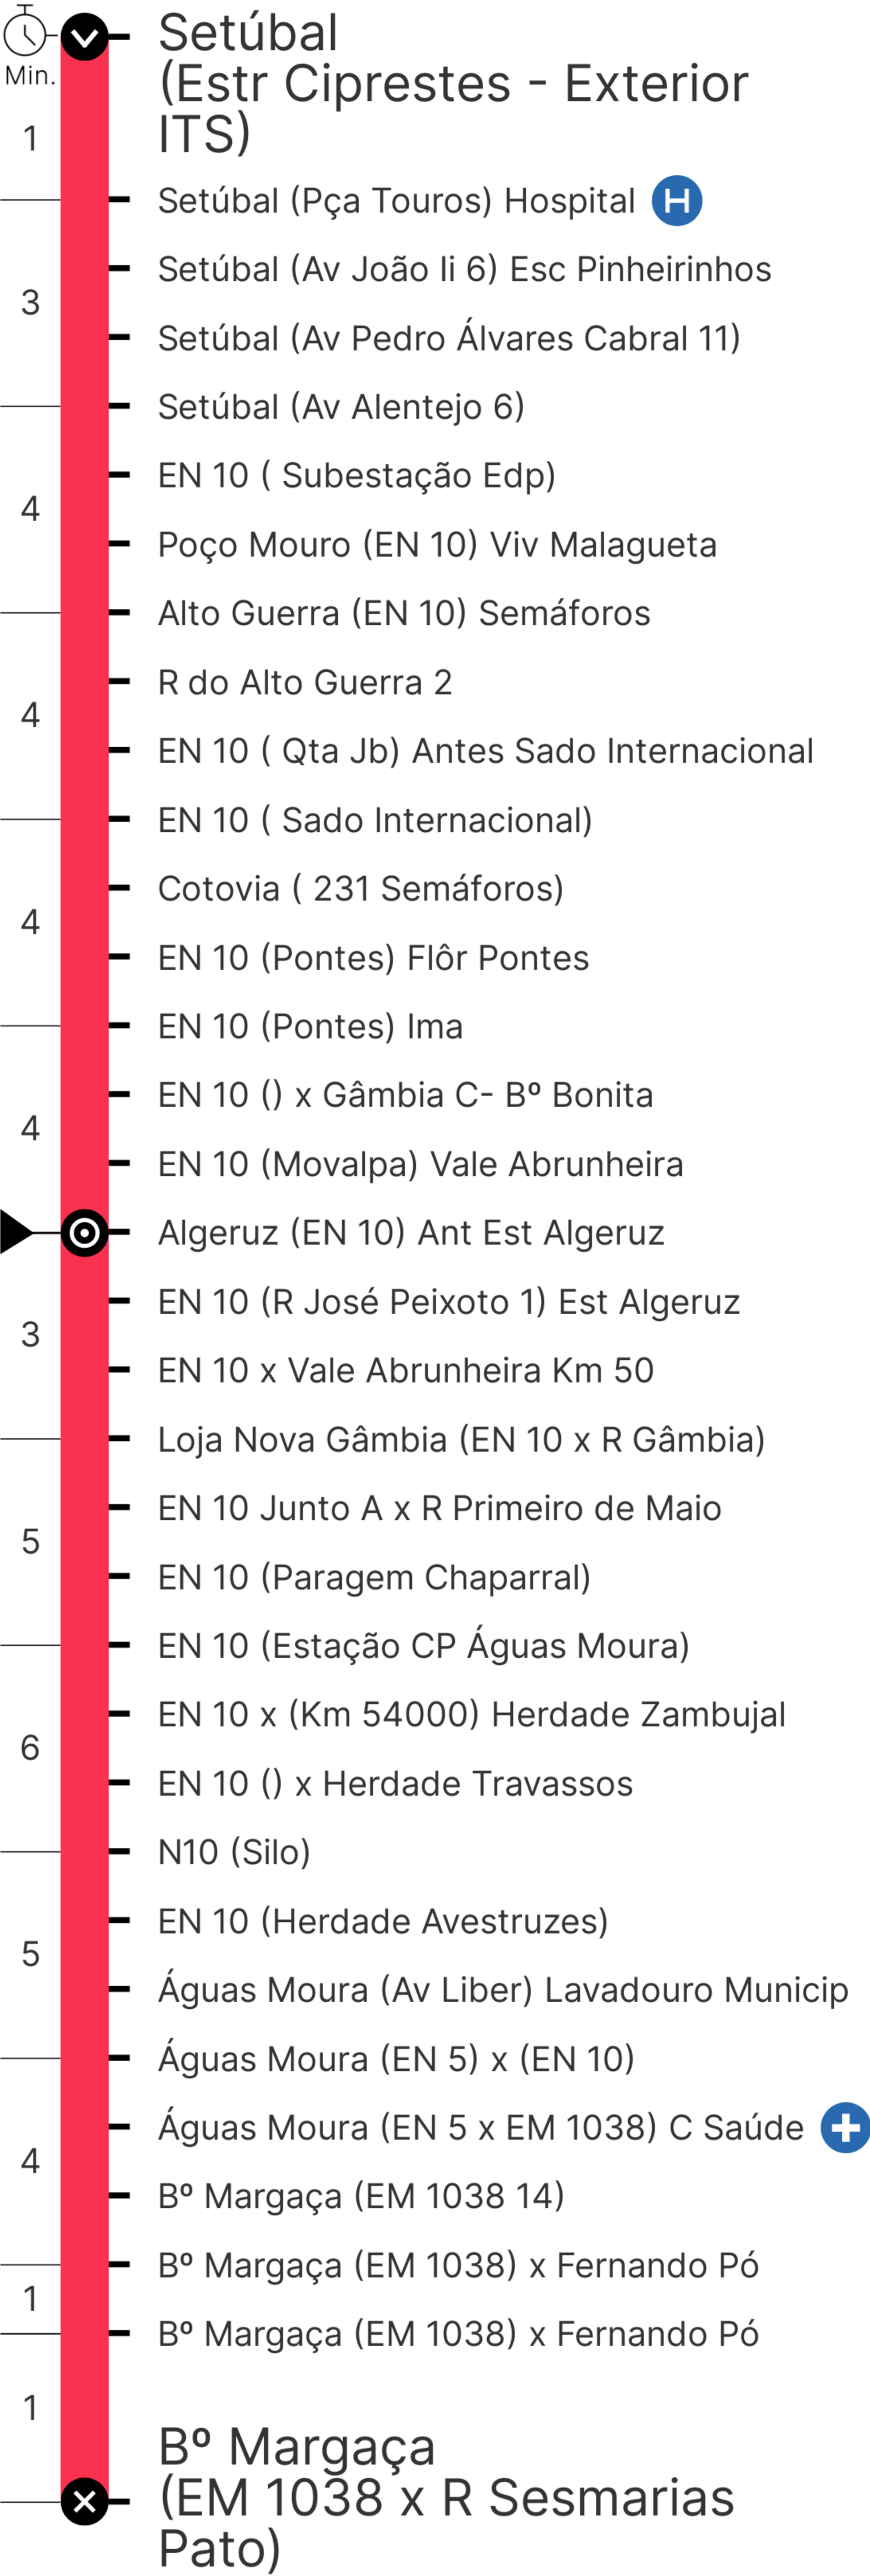 Min.
Setúbal
(Estr Ciprestes - Exterior
ITS)
1
Setúbal (Pça Touros) Hospital H
Setúbal (Av João Ii 6) Esc Pinheirinhos
3
Setúbal (Av Pedro Álvares Cabral 11)
Setúbal (Av Alentejo 6)
EN 10 ( Subestação Edp)
4
Poço Mouro (EN 10) Viv Malagueta
Alto Guerra (EN 10) Semáforos
R do Alto Guerra 2
4
EN 10 ( Qta Jb) Antes Sado Internacional
EN 10 ( Sado Internacional)
Cotovia ( 231 Semáforos)
4
EN 10 (Pontes) Flôr Pontes
EN 10 (Pontes) Ima
EN 10 () x Gâmbia C- Bº Bonita
4
EN 10 (Movalpa) Vale Abrunheira
Algeruz (EN 10) Ant Est Algeruz
EN 10 (R José Peixoto 1) Est Algeruz
3
EN 10 x Vale Abrunheira Km 50
Loja Nova Gâmbia (EN 10 x R Gâmbia)
EN 10 Junto A x R Primeiro de Maio
5
EN 10 (Paragem Chaparral)
EN 10 (Estação CP Águas Moura)
EN 10 x (Km 54000) Herdade Zambujal
6
EN 10 () x Herdade Travassos
N10 (Silo)
EN 10 (Herdade Avestruzes)
5
Águas Moura (Av Liber) Lavadouro Municip
Águas Moura (EN 5) x (EN 10)
Águas Moura (EN 5 x EM 1038) C Saúde
4
Bº Margaça (EM 1038 14)
Bº Margaça (EM 1038) x Fernando Pó
1
Bº Margaça (EM 1038) x Fernando Pó
1
Bº Margaça
(EM 1038 x R Sesmarias
Pato)